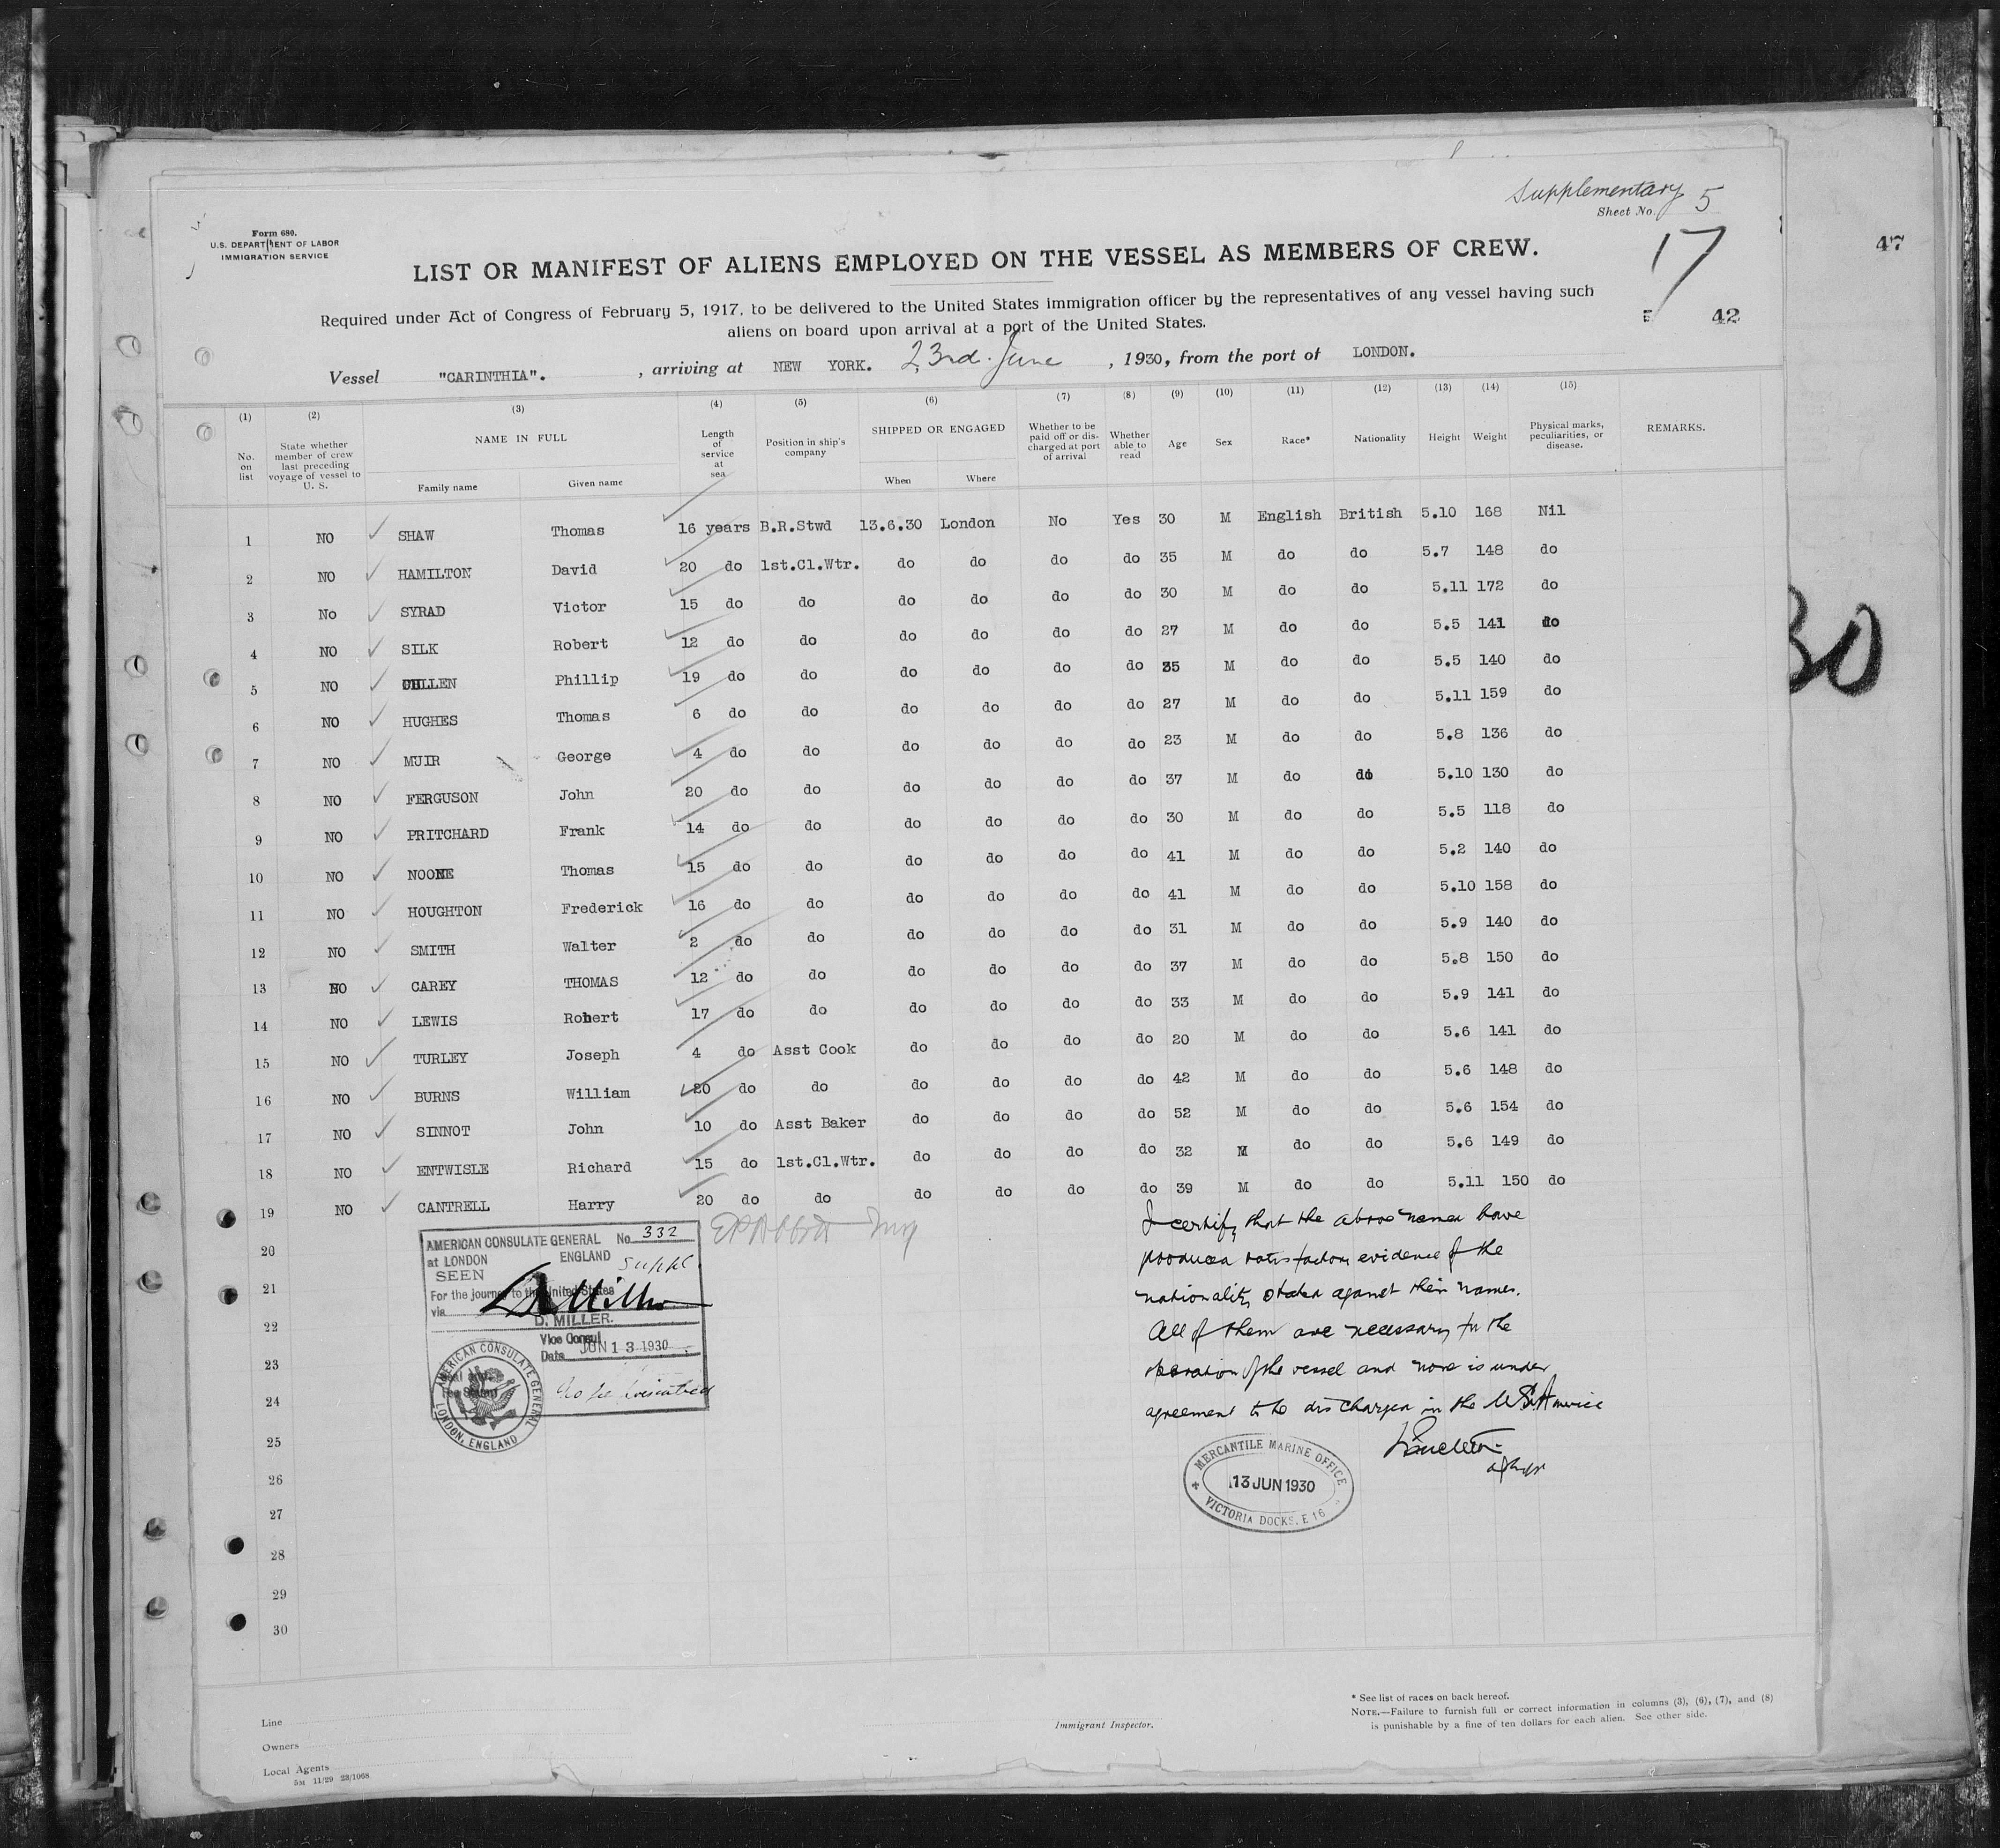 Supplementary 5
Sheet No.
Form 680.
U.S. DEPARTMENT OF LABOR
IMMIGRATION SERVICE
17
47
LIST OR MANIFEST OF ALIENS EMPLOYED ON THE VESSEL AS MEMBERS OF CREW.
Required under Act of Congress of February 5, 1917, to be delivered to the United States immigration officer by the representatives of any vessel having such
aliens on board upon arrival at a port of the United States.
E 42
Vessel "CARINTHIA". , arriving at NEW YORK. 23rd. June , 1930, from the port of LONDON.
(1) (2) (3) (4) (5) (6) (7) (8) (9) (10) (11) (12) (13) (14) (15)
No. on list State whether member of crew last preceding voyage of vessel to U. S. NAME IN FULL Family name Given name Length of service at sea Position in ship's company SHIPPED OR ENGAGED When Where Whether to be paid off or discharged at port of arrival Whether able to read Age Sex Race* Nationality Height Weight Physical marks, peculiarities, or disease. REMARKS.
1 NO SHAW Thomas 16 years B.R.Stwd 13.6.30 London No Yes 30 M English British 5.10 168 Nil
2 NO HAMILTON David 20 do 1st.Cl.Wtr. do do do do 35 M do do 5.7 148 do
3 No SYRAD Victor 15 do do do do do do 30 M do do 5.11 172 do
4 NO SILK Robert 12 do do do do do do 27 M do do 5.5 141 do
5 NO CULLEN Phillip 19 do do do do do do 35 M do do 5.5 140 do
6 NO HUGHES Thomas 6 do do do do do do 27 M do do 5.11 159 do
7 NO MUIR George 4 do do do do do do 23 M do do 5.8 136 do
8 NO FERGUSON John 20 do do do do do do 37 M do do 5.10 130 do
9 NO PRITCHARD Frank 14 do do do do do do 30 M do do 5.5 118 do
10 NO NOONE Thomas 15 do do do do do do 41 M do do 5.2 140 do
11 NO HOUGHTON Frederick 16 do do do do do do 41 M do do 5.10 158 do
12 NO SMITH Walter 2 do do do do do do 31 M do do 5.9 140 do
13 NO CAREY THOMAS 12 do do do do do do 37 M do do 5.8 150 do
14 NO LEWIS Robert 17 do do do do do do 33 M do do 5.9 141 do
15 NO TURLEY Joseph 4 do Asst Cook do do do do 20 M do do 5.6 141 do
16 NO BURNS William 20 do do do do do do 42 M do do 5.6 148 do
17 NO SINNOT John 10 do Asst Baker do do do do 52 M do do 5.6 154 do
18 NO ENTWISLE Richard 15 do 1st.Cl.Wtr. do do do do 32 M do do 5.6 149 do
19 NO CANTRELL Harry 20 do do do do do do 39 M do do 5.11 150 do
20
21
22
23
24
25
26
27
28
29
30
AMERICAN CONSULATE GENERAL No. 332
at LONDON ENGLAND
SEEN Suppl.
For the journey to the United States
via
D. MILLER.
Vice Consul
Date JUN 13 1930
No fee
AMERICAN CONSULATE GENERAL
LONDON, ENGLAND
I certify that the above named have
produced satisfactory evidence of the
nationality stated against their names.
All of them are necessary for the
operation of the vessel and none is under
agreement to be discharged in the U.S. America
MERCANTILE MARINE OFFICE
13 JUN 1930
VICTORIA DOCKS. E 16
30
* See list of races on back hereof.
NOTE.—Failure to furnish full or correct information in columns (3), (6), (7), and (8)
is punishable by a fine of ten dollars for each alien. See other side.
Line
Owners
Local Agents
Immigrant Inspector.
5M 11/29 23/1068